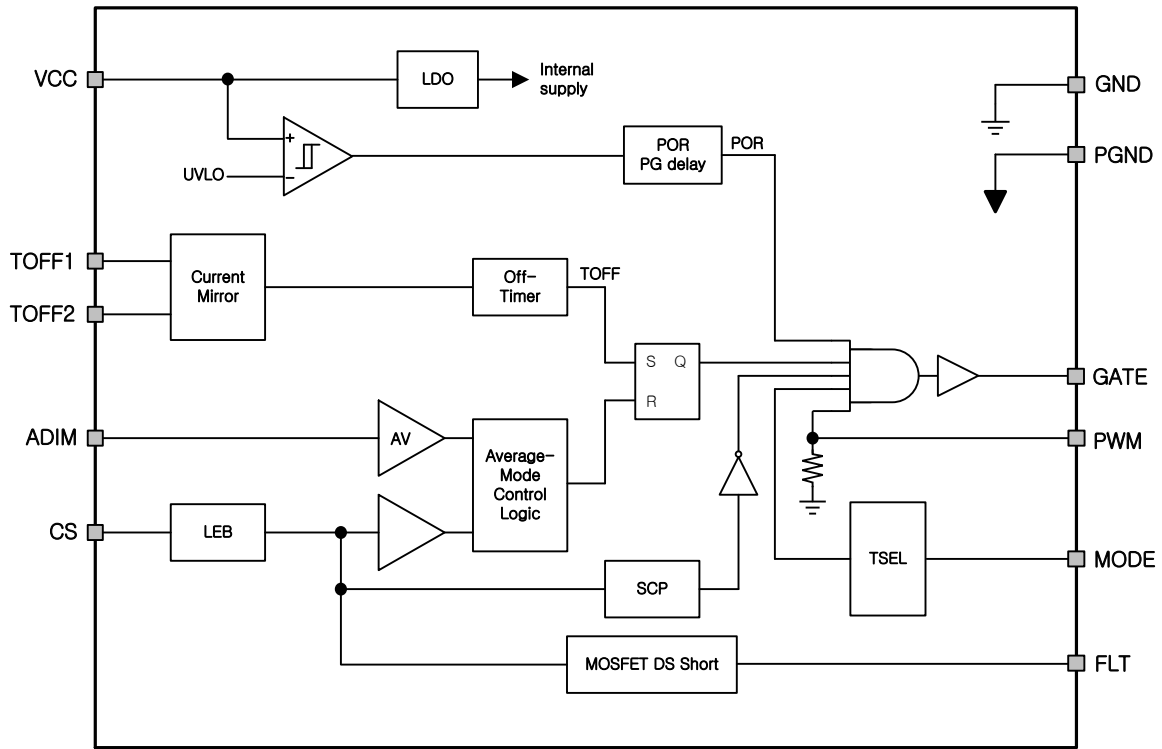 VCC
LDO
Internal
supply
GND
+
UVLO
−
POR
PG delay
POR
PGND
TOFF1
TOFF2
Current
Mirror
Off-
Timer
TOFF
S Q
R
GATE
ADIM
AV
PWM
Average-
Mode
Control
Logic
CS
LEB
SCP
TSEL
MODE
MOSFET DS Short
FLT